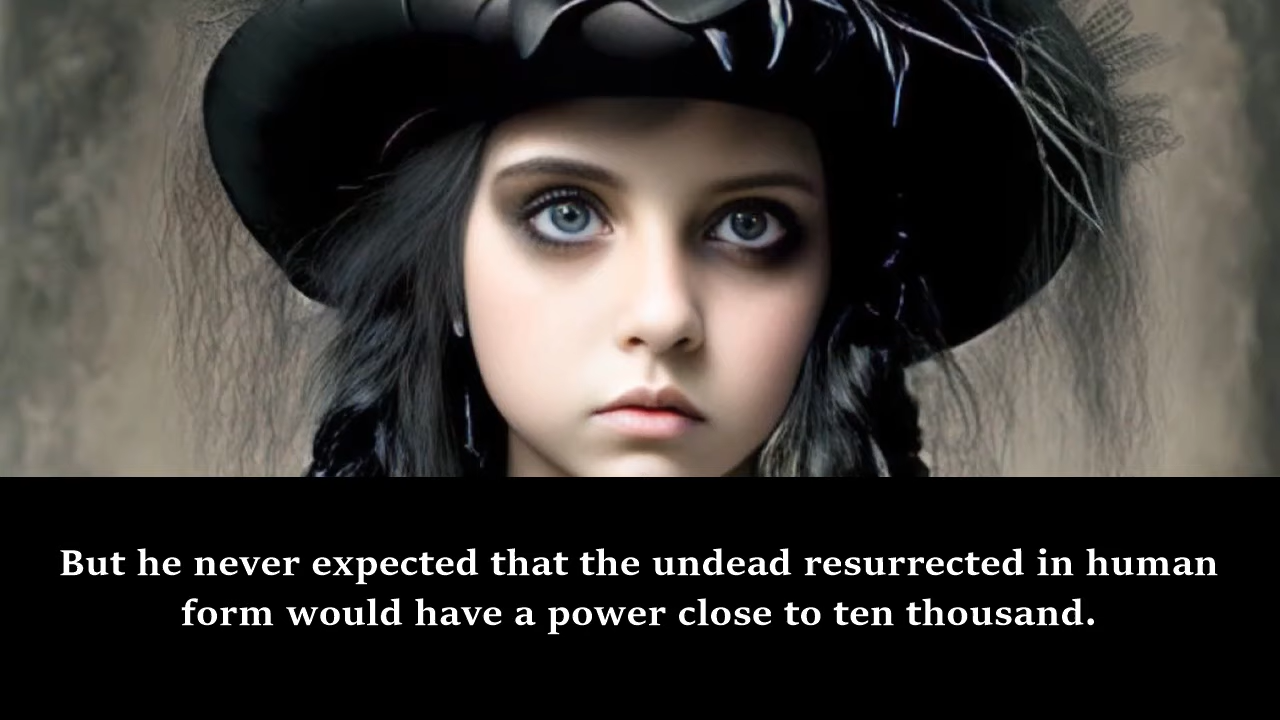 But he never expected that the undead resurrected in human
form would have a power close to ten thousand.